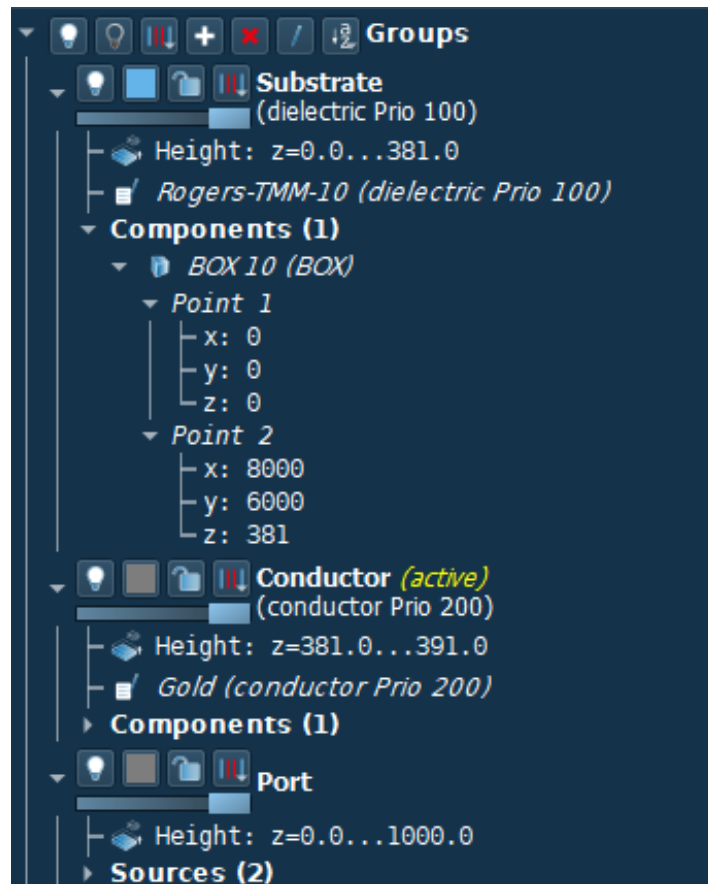 Groups
Substrate
(dielectric Prio 100)
Height: z=0.0...381.0
Rogers-TMM-10 (dielectric Prio 100)
Components (1)
BOX 10 (BOX)
Point 1
x: 0
y: 0
z: 0
Point 2
x: 8000
y: 6000
z: 381
Conductor (active)
(conductor Prio 200)
Height: z=381.0...391.0
Gold (conductor Prio 200)
Components (1)
Port
Height: z=0.0...1000.0
Sources (2)